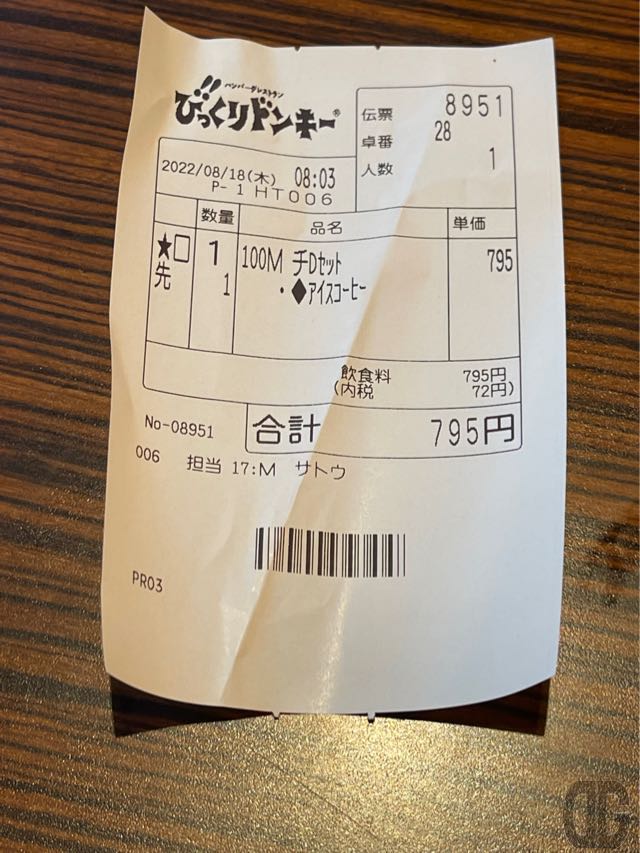 ハンバーグレストラン
びっくりドンキー®
伝票 8951
卓番 28
人数 1
2022/08/18(木) 08:03
P- 1 HT006
数量 品名 単価
★□ 1 100M チDセット 795
先 1 ・◆アイスコーヒー
飲食料 795円
(内税 72円)
No-08951 合計 795円
006 担当 17:M サトウ
PR03
DG